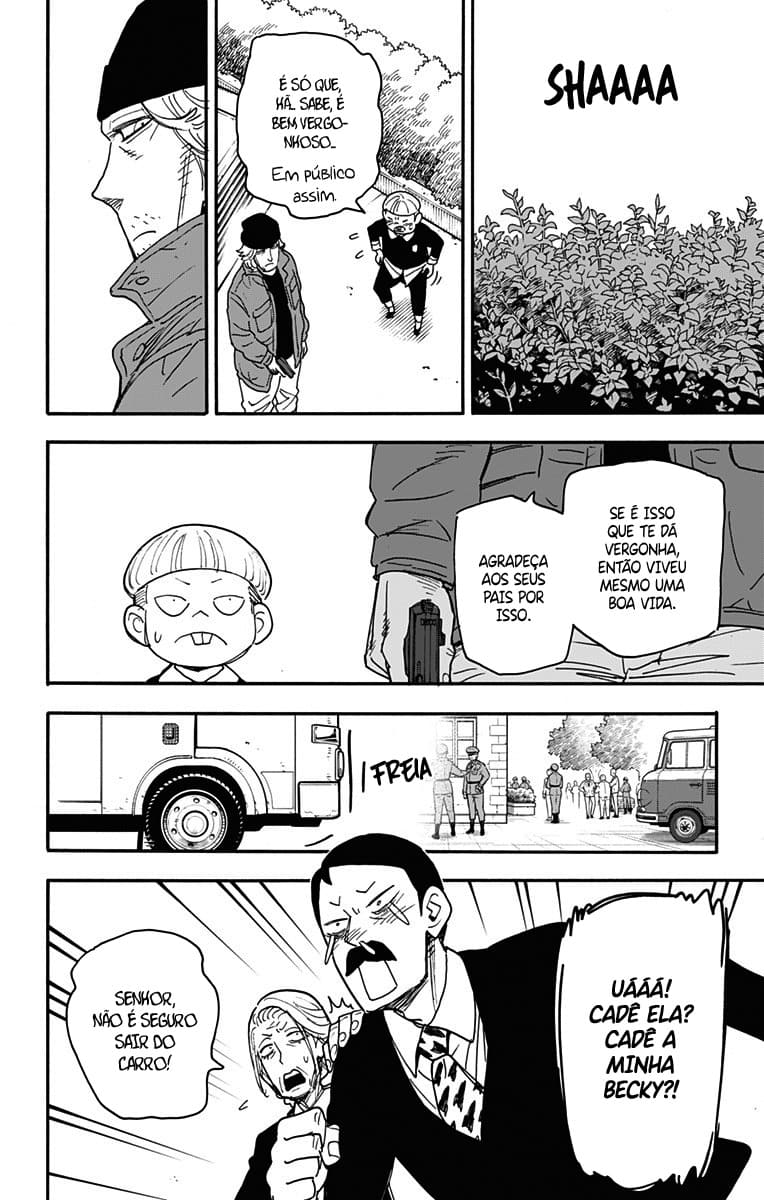 SHAAAA
É SÓ QUE,
HÃ.. SABE, É
BEM VERGO-
NHOSO...
Em público
assim.
SE É ISSO
QUE TE DÁ
VERGONHA,
ENTÃO VIVEU
MESMO UMA
BOA VIDA.
AGRADEÇA
AOS SEUS
PAIS POR
ISSO.
FREIA
UÁÁÁ!
CADÊ ELA?
CADÊ A
MINHA
BECKY?!
SENHOR,
NÃO É SEGURO
SAIR DO
CARRO!